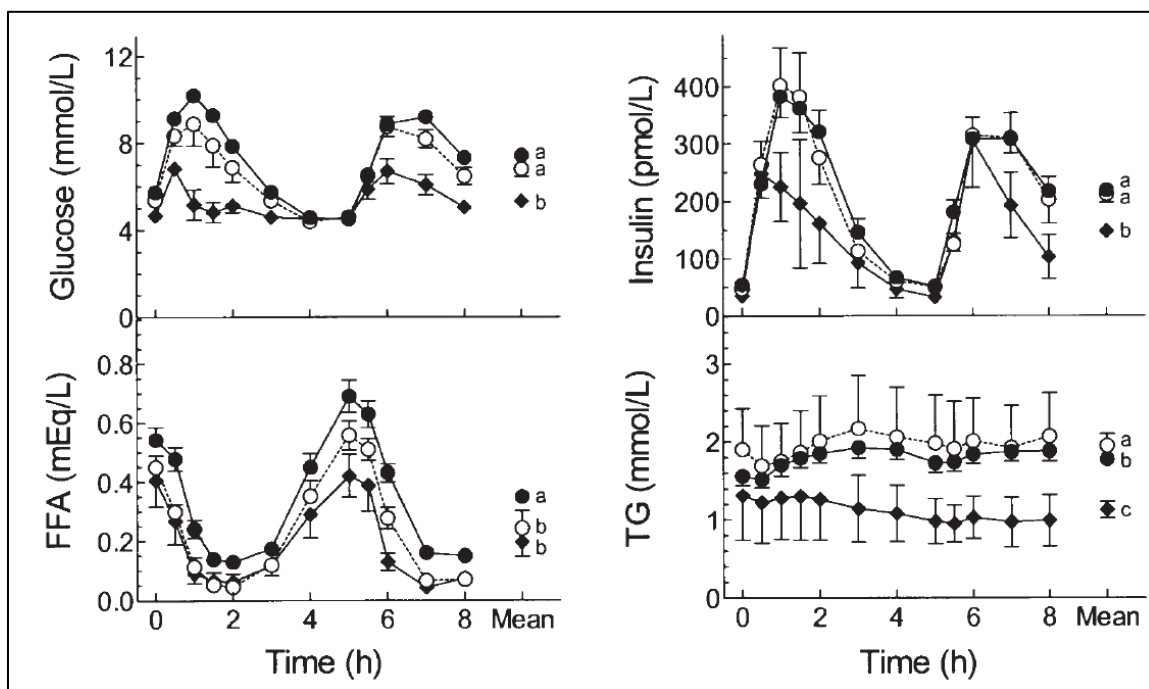 Glucose (mmol/L)
12
8
4
0
a
a
b
Insulin (pmol/L)
400
300
200
100
0
a
a
b
FFA (mEq/L)
0.8
0.6
0.4
0.2
0.0
a
b
b
0 2 4 6 8 Mean
Time (h)
TG (mmol/L)
3
2
1
0
a
b
c
0 2 4 6 8 Mean
Time (h)